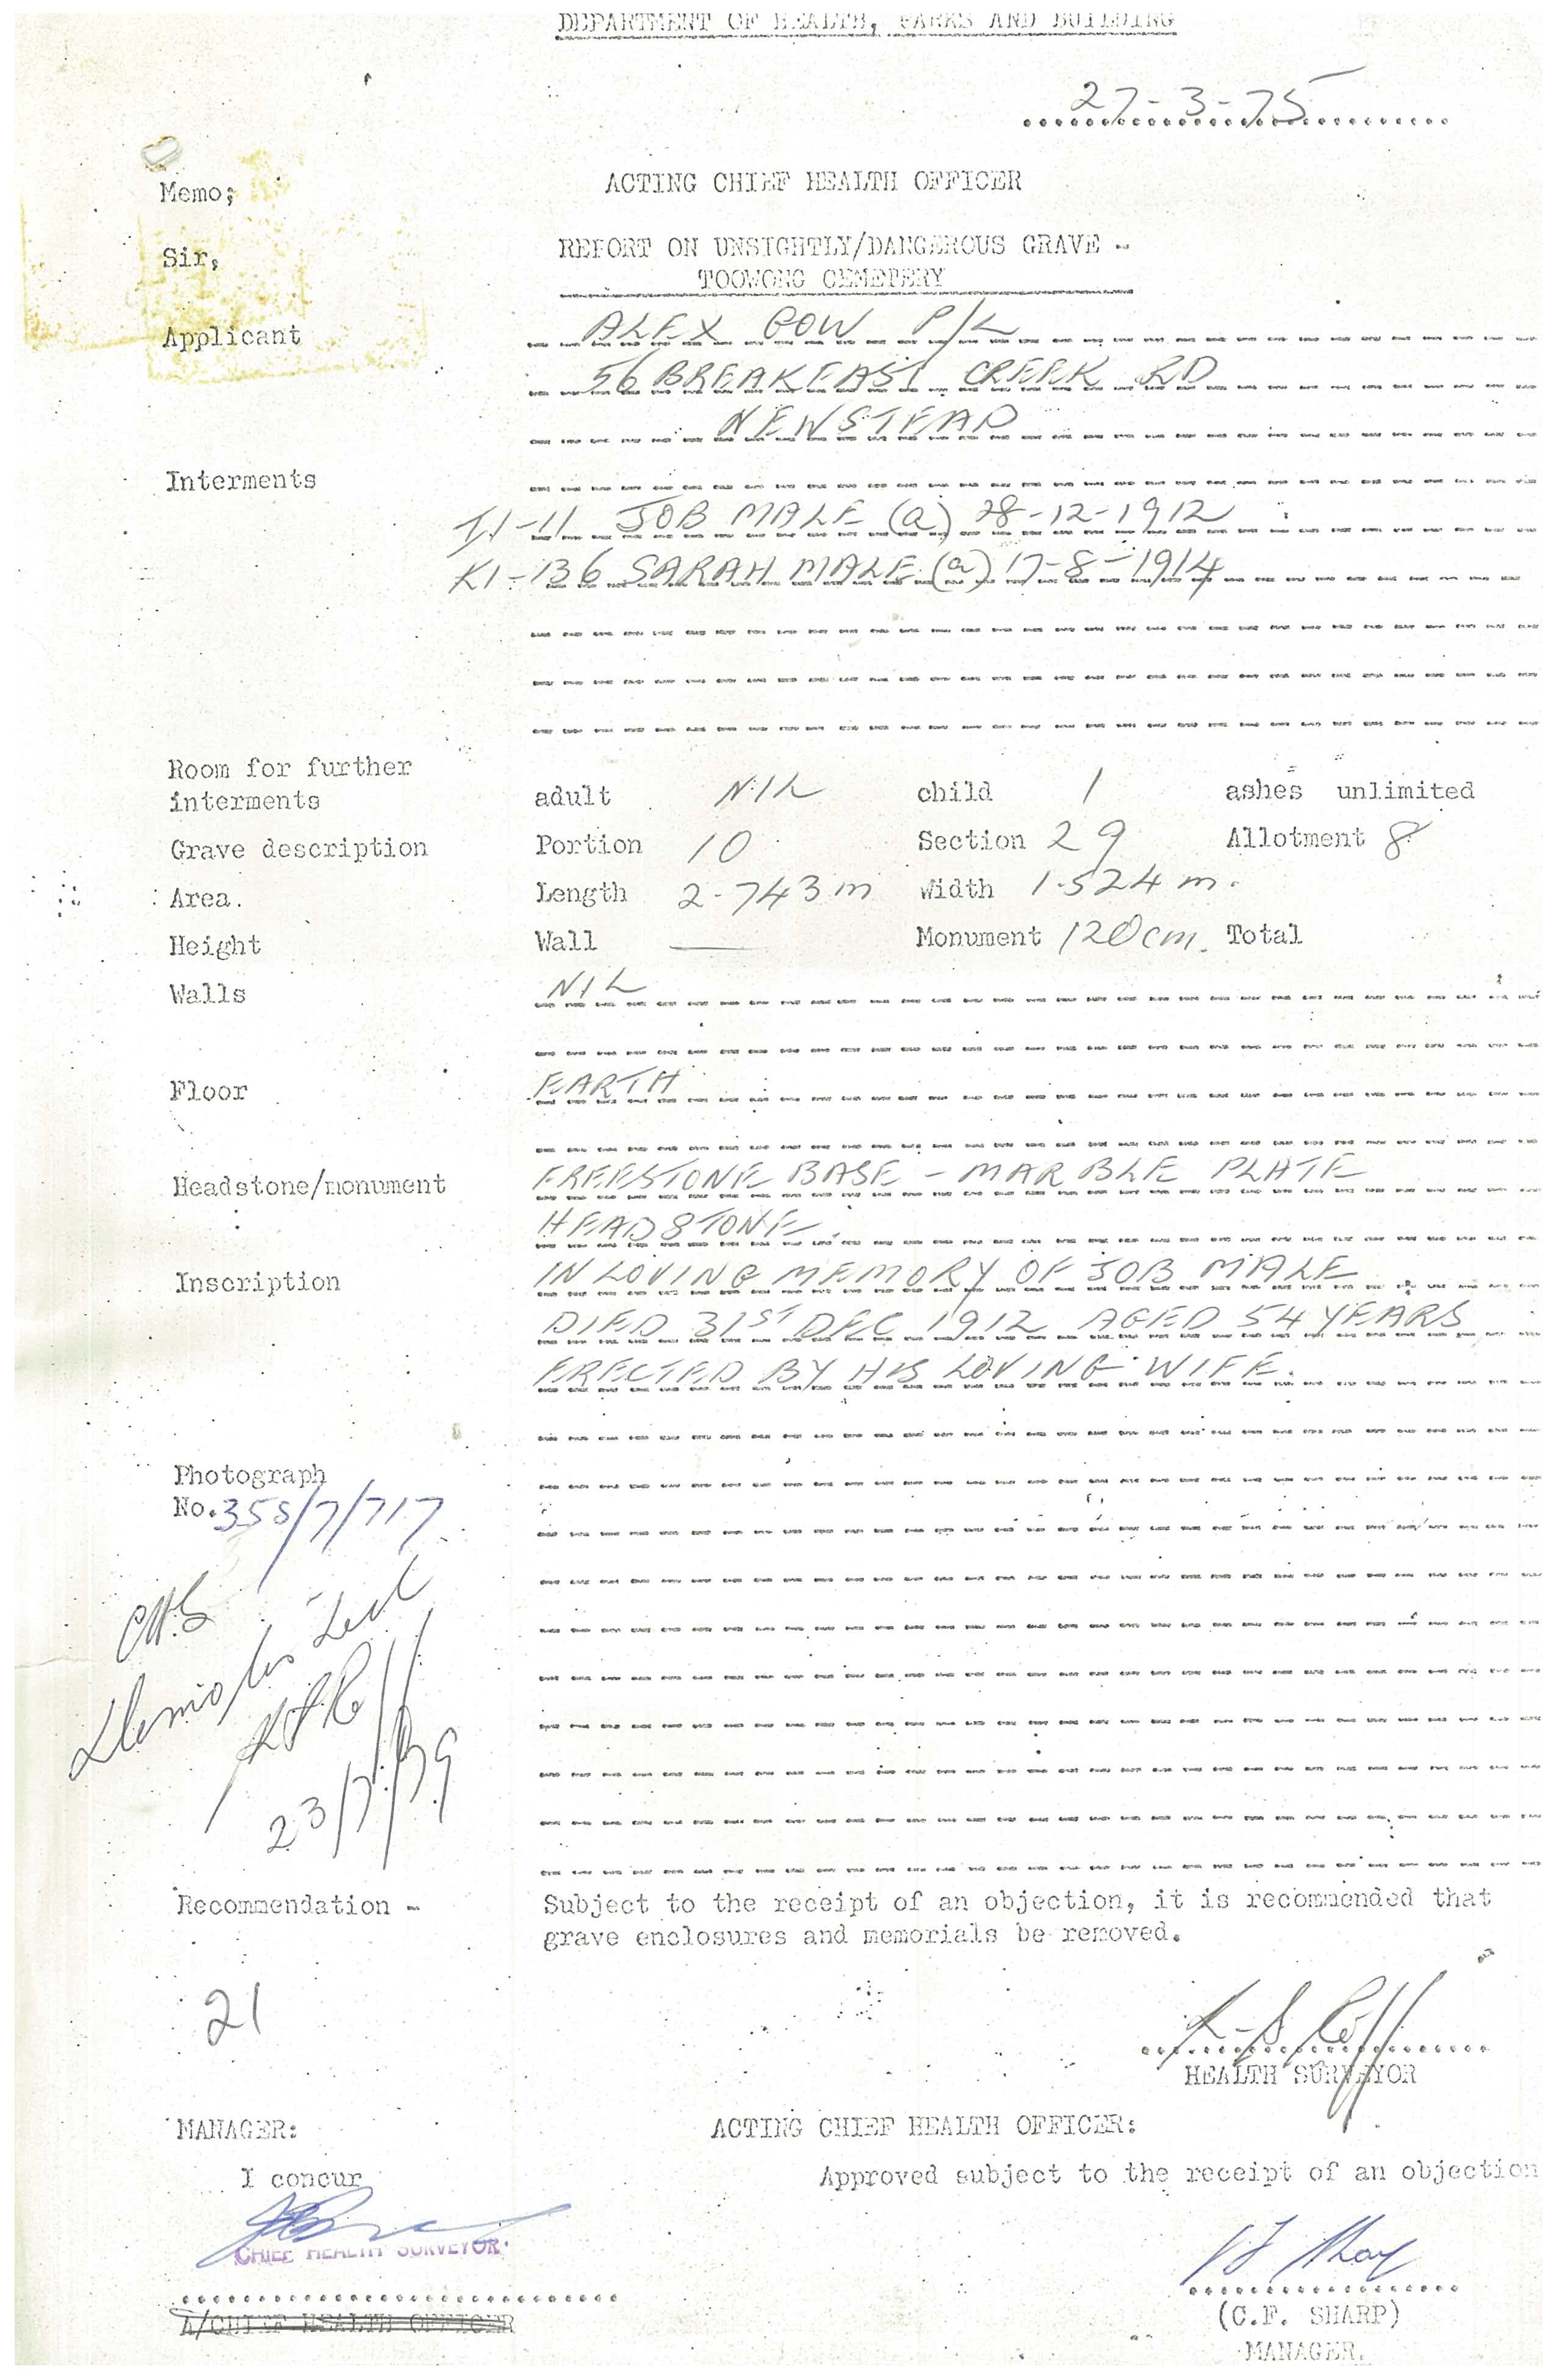 DEPARTMENT OF HEALTH, PARKS AND BUILDING
27-3-75
Memo; ACTING CHIEF HEALTH OFFICER
Sir, REPORT ON UNSIGHTLY/DANGEROUS GRAVE -
TOOWONG CEMETERY
Applicant ALEX GOW P/L
56 BREAKFAST CREEK RD
NEWSTEAD
Interments
I1-11 JOB MALE (a) 28-12-1912
K1-136 SARAH MALE (a) 17-8-1914
Room for further
interments adult NIL child 1 ashes unlimited
Grave description Portion 10 Section 29 Allotment 8
Area. Length 2.743m Width 1.524m.
Height Wall — Monument 120cm. Total
Walls NIL
Floor EARTH
Headstone/monument FREESTONE BASE - MARBLE PLATE
HEADSTONE.
Inscription IN LOVING MEMORY OF JOB MALE
DIED 31ST DEC 1912 AGED 54 YEARS
ERECTED BY HIS LOVING WIFE.
Photograph
No. 358/7/717
CHS
Recommendation - Subject to the receipt of an objection, it is recommended that
grave enclosures and memorials be removed.
21
HEALTH SURVEYOR
MANAGER: ACTING CHIEF HEALTH OFFICER:
I concur Approved subject to the receipt of an objection
CHIEF HEALTH SURVEYOR
A/CHIEF HEALTH OFFICER
(C.F. SHARP)
MANAGER.